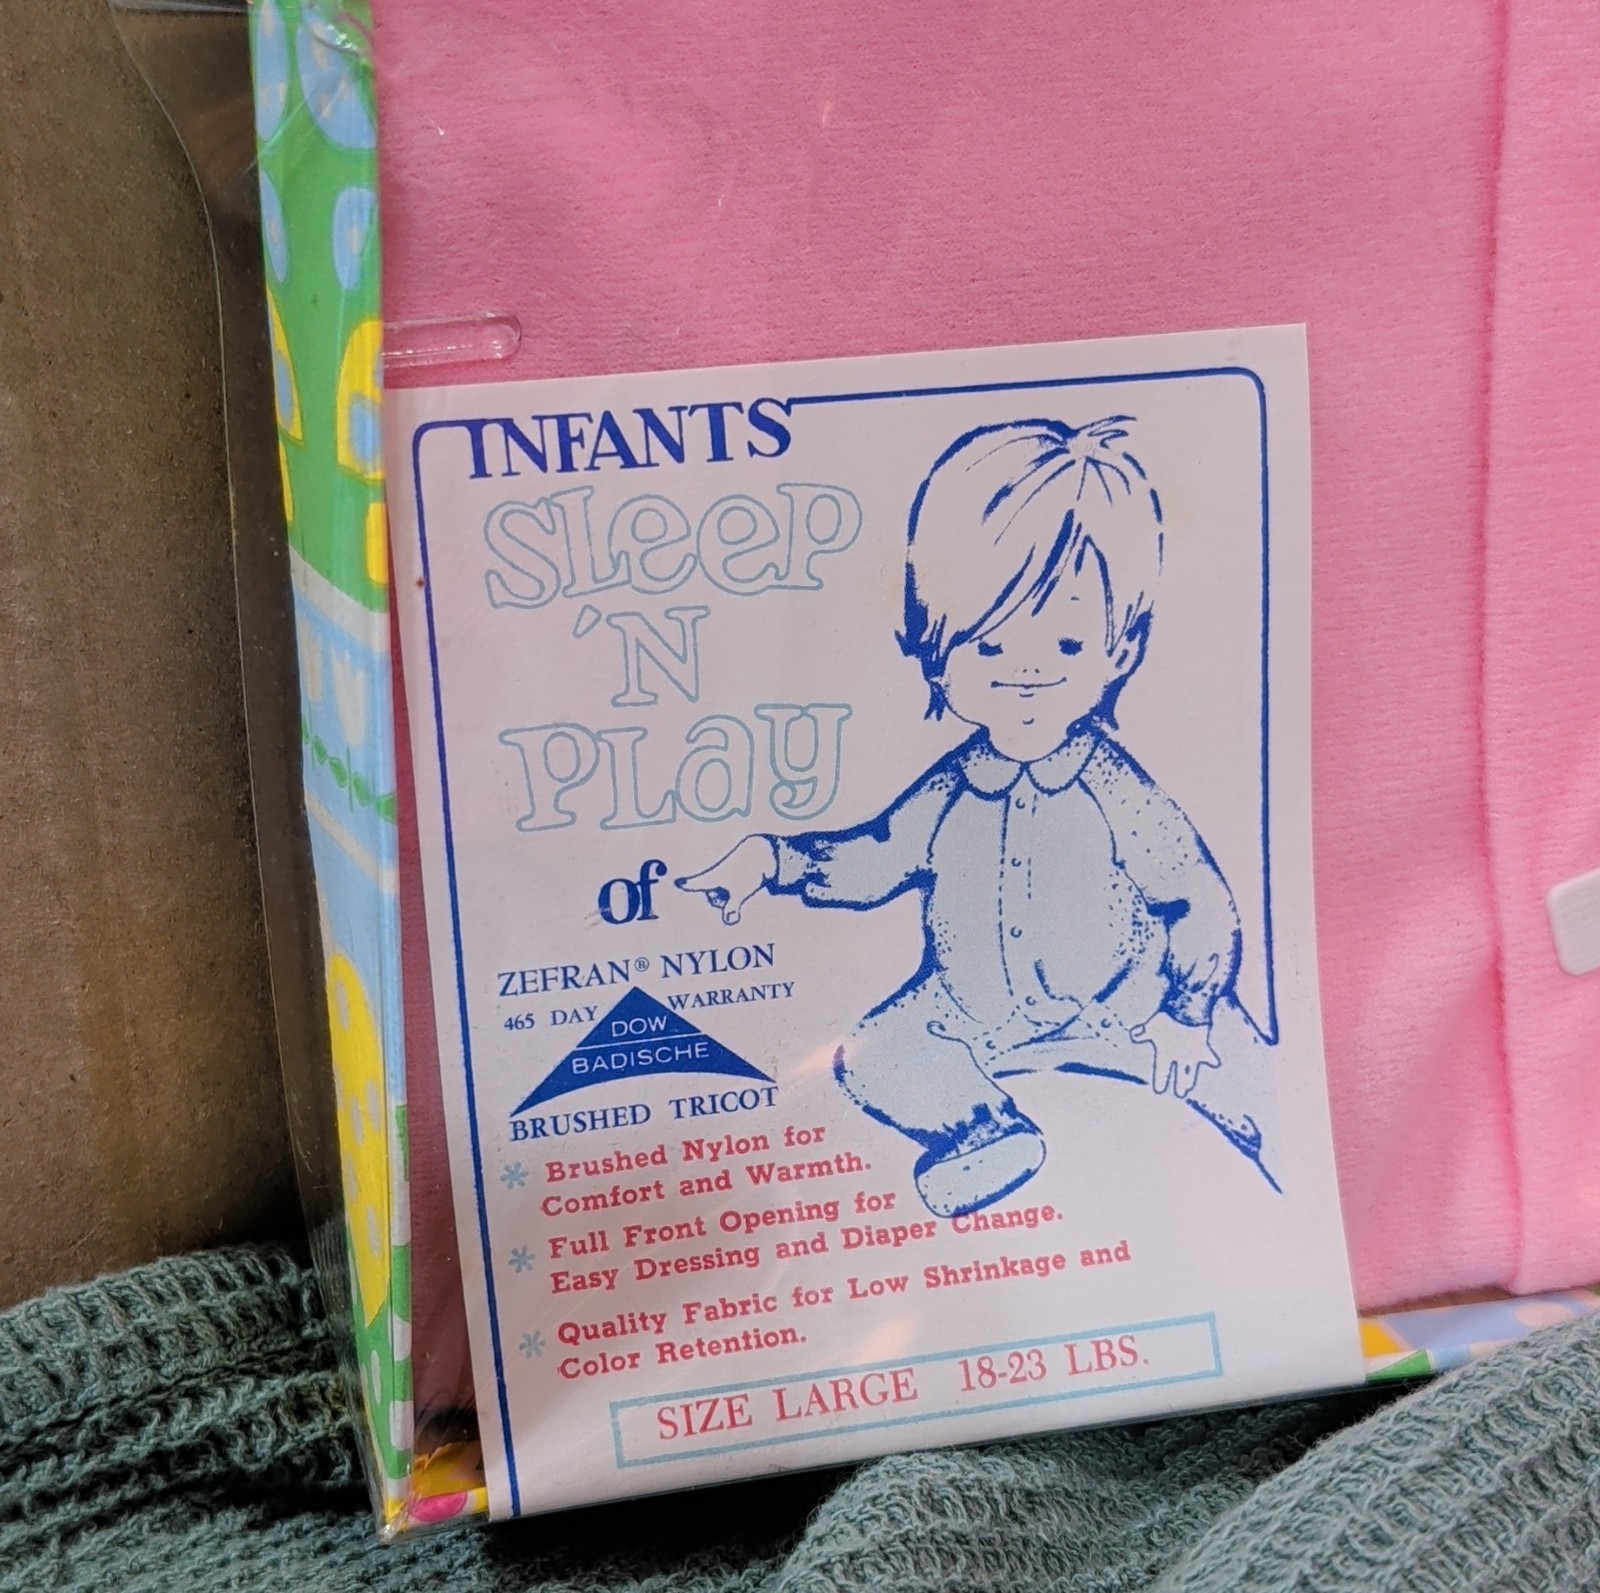 INFANTS
SLeeP
'N
PLay
of
ZEFRAN® NYLON
465 DAY WARRANTY
DOW
BADISCHE
BRUSHED TRICOT
* Brushed Nylon for
Comfort and Warmth.
* Full Front Opening for
Easy Dressing and Diaper Change.
* Quality Fabric for Low Shrinkage and
Color Retention.
SIZE LARGE 18-23 LBS.